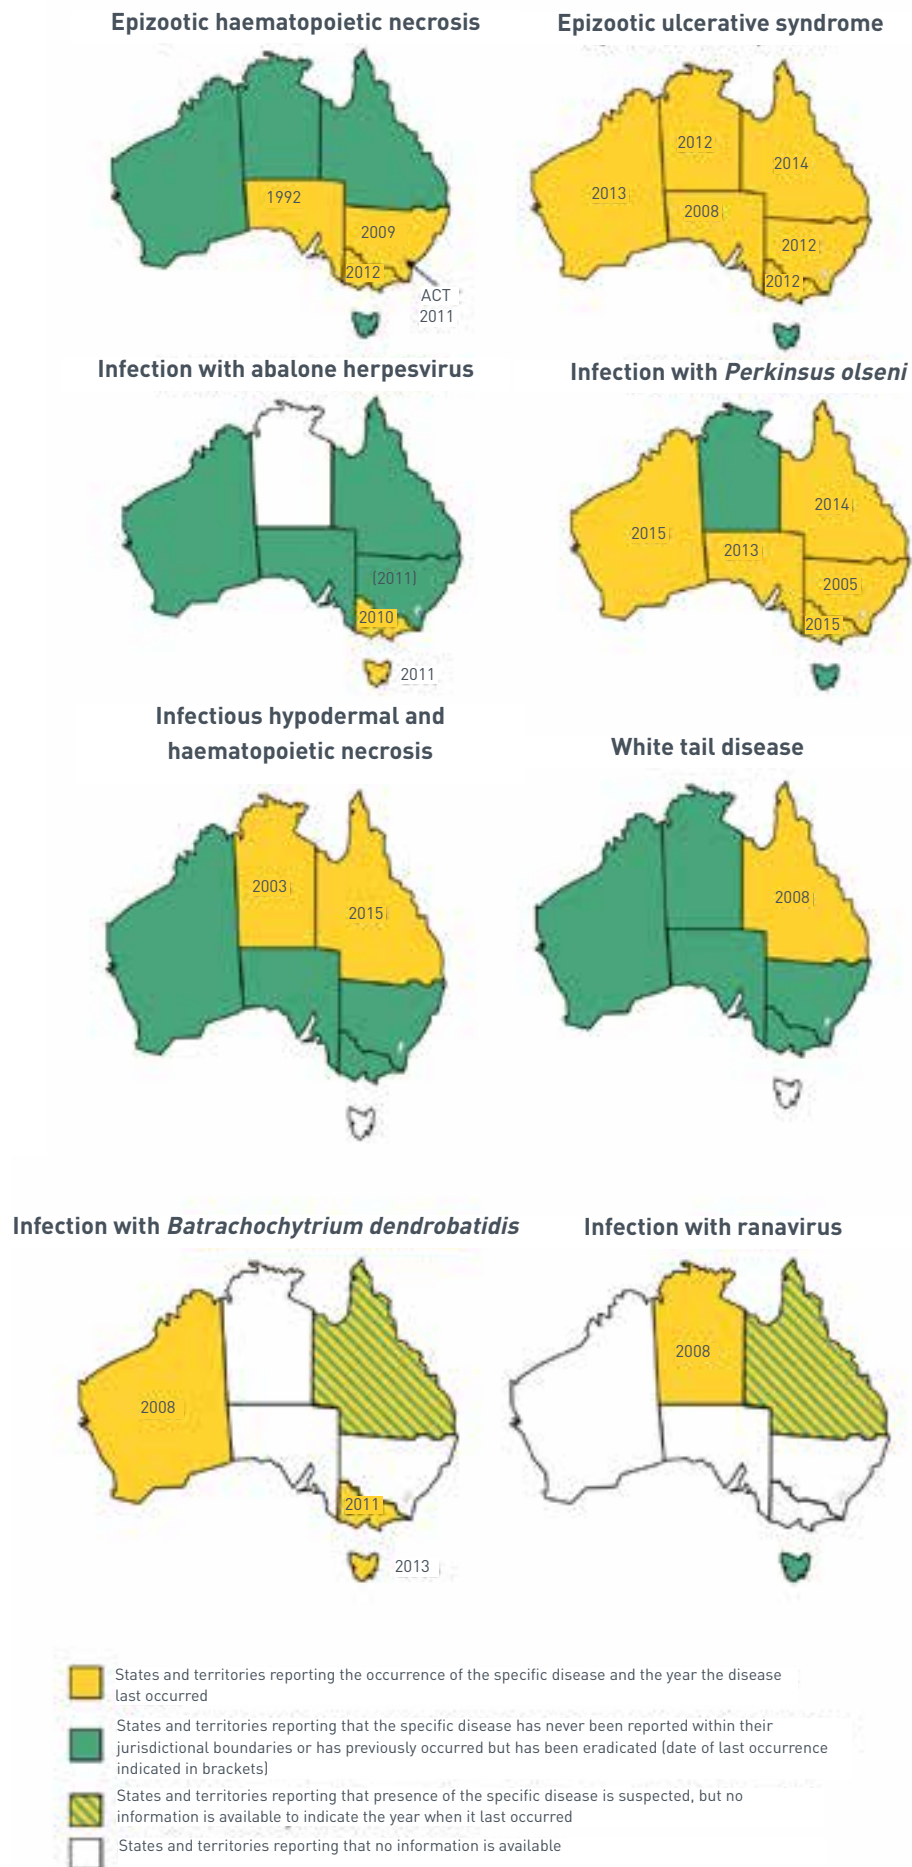 Epizootic haematopoietic necrosis
1992
2009
2012
ACT
2011
Epizootic ulcerative syndrome
2012
2014
2013
2008
2012
2012
Infection with abalone herpesvirus
(2011)
2010
2011
Infection with Perkinsus olseni
2014
2015
2013
2005
2015
Infectious hypodermal and
haematopoietic necrosis
2003
2015
White tail disease
2008
Infection with Batrachochytrium dendrobatidis
2008
2011
2013
Infection with ranavirus
2008
States and territories reporting the occurrence of the specific disease and the year the disease
last occurred
States and territories reporting that the specific disease has never been reported within their
jurisdictional boundaries or has previously occurred but has been eradicated (date of last occurrence
indicated in brackets)
States and territories reporting that presence of the specific disease is suspected, but no
information is available to indicate the year when it last occurred
States and territories reporting that no information is available